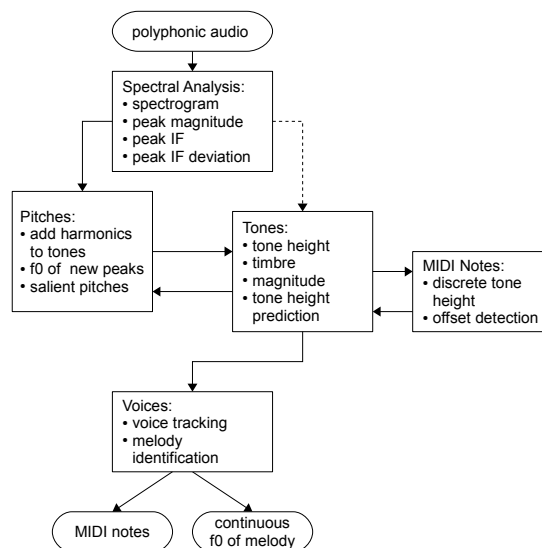 polyphonic audio
Spectral Analysis:
• spectrogram
• peak magnitude
• peak IF
• peak IF deviation
Pitches:
• add harmonics
to tones
• f0 of new peaks
• salient pitches
Tones:
• tone height
• timbre
• magnitude
• tone height
prediction
MIDI Notes:
• discrete tone
height
• offset detection
Voices:
• voice tracking
• melody
identification
MIDI notes
continuous
f0 of melody